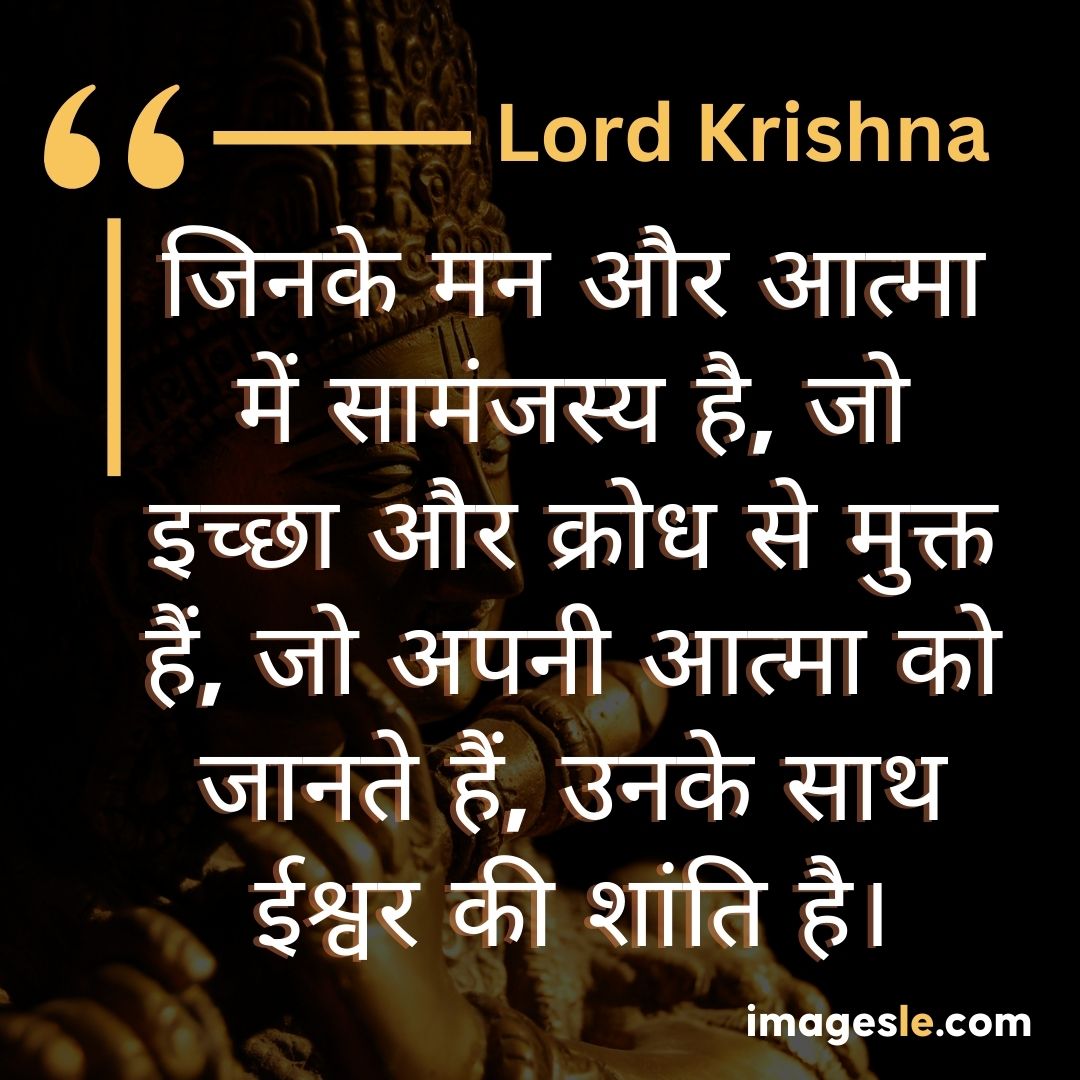 “ Lord Krishna
जिनके मन और आत्मा
में सामंजस्य है, जो
इच्छा और क्रोध से मुक्त
हैं, जो अपनी आत्मा को
जानते हैं, उनके साथ
ईश्वर की शांति है।
imagesle.com